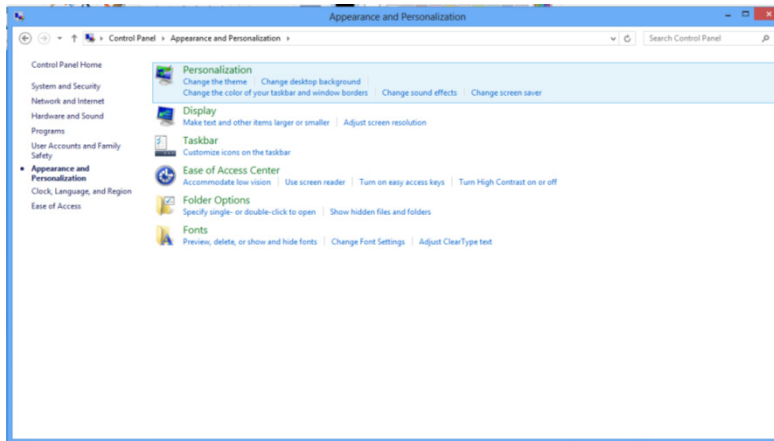 Appearance and Personalization
Control Panel Appearance and Personalization
Search Control Panel
Control Panel Home
System and Security
Network and Internet
Hardware and Sound
Programs
User Accounts and Family
Safety
Appearance and
Personalization
Clock, Language, and Region
Ease of Access
Personalization
Change the theme Change desktop background
Change the color of your taskbar and window borders Change sound effects Change screen saver
Display
Make text and other items larger or smaller Adjust screen resolution
Taskbar
Customize icons on the taskbar
Ease of Access Center
Accommodate low vision Use screen reader Turn on easy access keys Turn High Contrast on or off
Folder Options
Specify single- or double-click to open Show hidden files and folders
Fonts
Preview, delete, or show and hide fonts Change Font Settings Adjust ClearType text